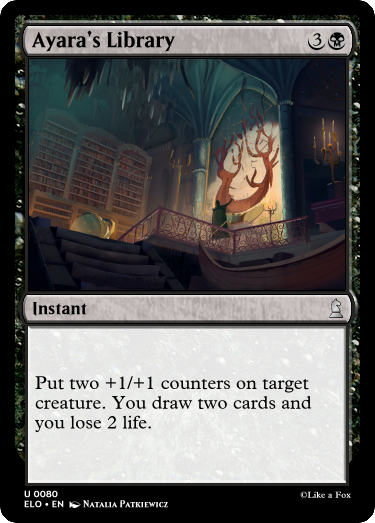 Ayara's Library 3
Instant
Put two +1/+1 counters on target
creature. You draw two cards and
you lose 2 life.
U 0080
ELO • EN Natalia Patkiewicz
©Like a Fox